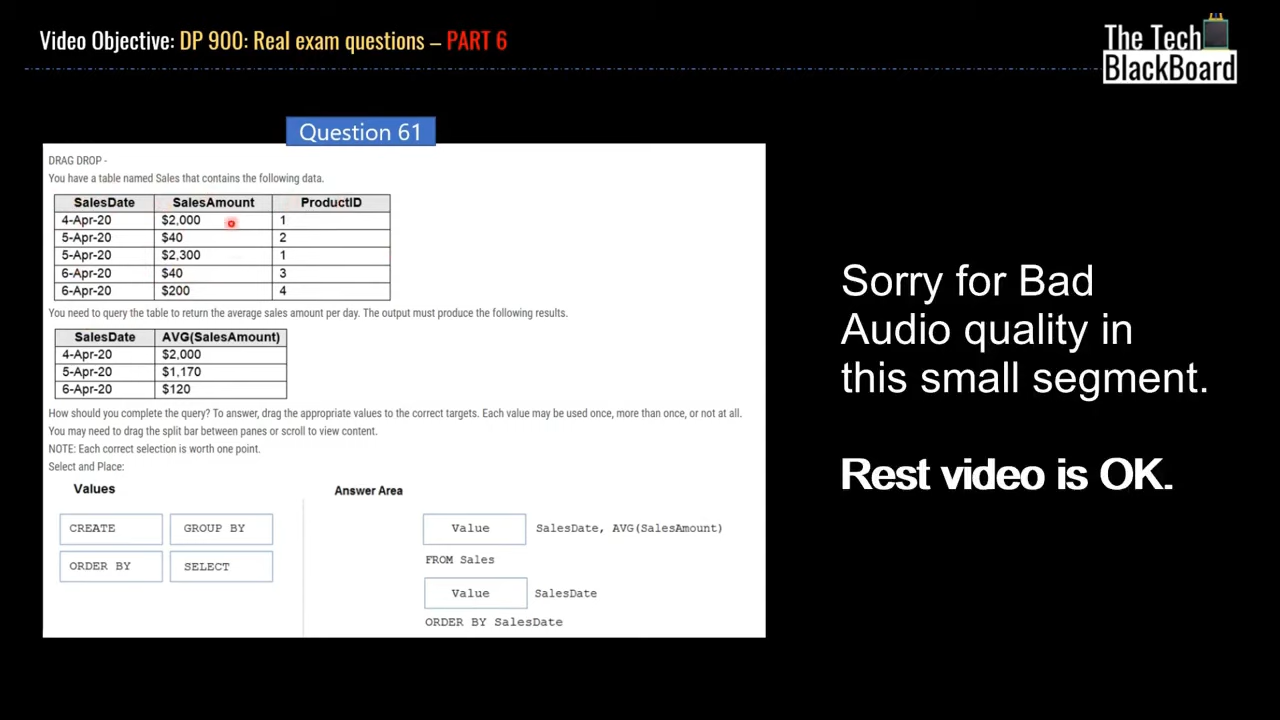 Video Objective: DP 900: Real exam questions – PART 6
The Tech
BlackBoard
Question 61
DRAG DROP -
You have a table named Sales that contains the following data.
SalesDate SalesAmount ProductID
4-Apr-20 $2,000 1
5-Apr-20 $40 2
5-Apr-20 $2,300 1
6-Apr-20 $40 3
6-Apr-20 $200 4
You need to query the table to return the average sales amount per day. The output must produce the following results.
SalesDate AVG(SalesAmount)
4-Apr-20 $2,000
5-Apr-20 $1,170
6-Apr-20 $120
How should you complete the query? To answer, drag the appropriate values to the correct targets. Each value may be used once, more than once, or not at all.
You may need to drag the split bar between panes or scroll to view content.
NOTE: Each correct selection is worth one point.
Select and Place:
Values
CREATE GROUP BY
ORDER BY SELECT
Answer Area
Value SalesDate, AVG(SalesAmount)
FROM Sales
Value SalesDate
ORDER BY SalesDate
Sorry for Bad
Audio quality in
this small segment.
Rest video is OK.